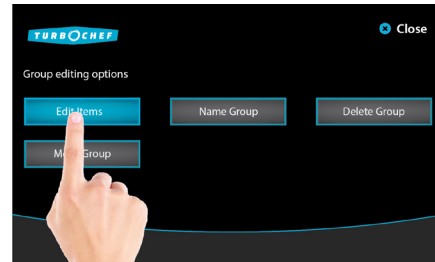 TURBOCHEF
Close
Group editing options
Edit Items
Name Group
Delete Group
Group